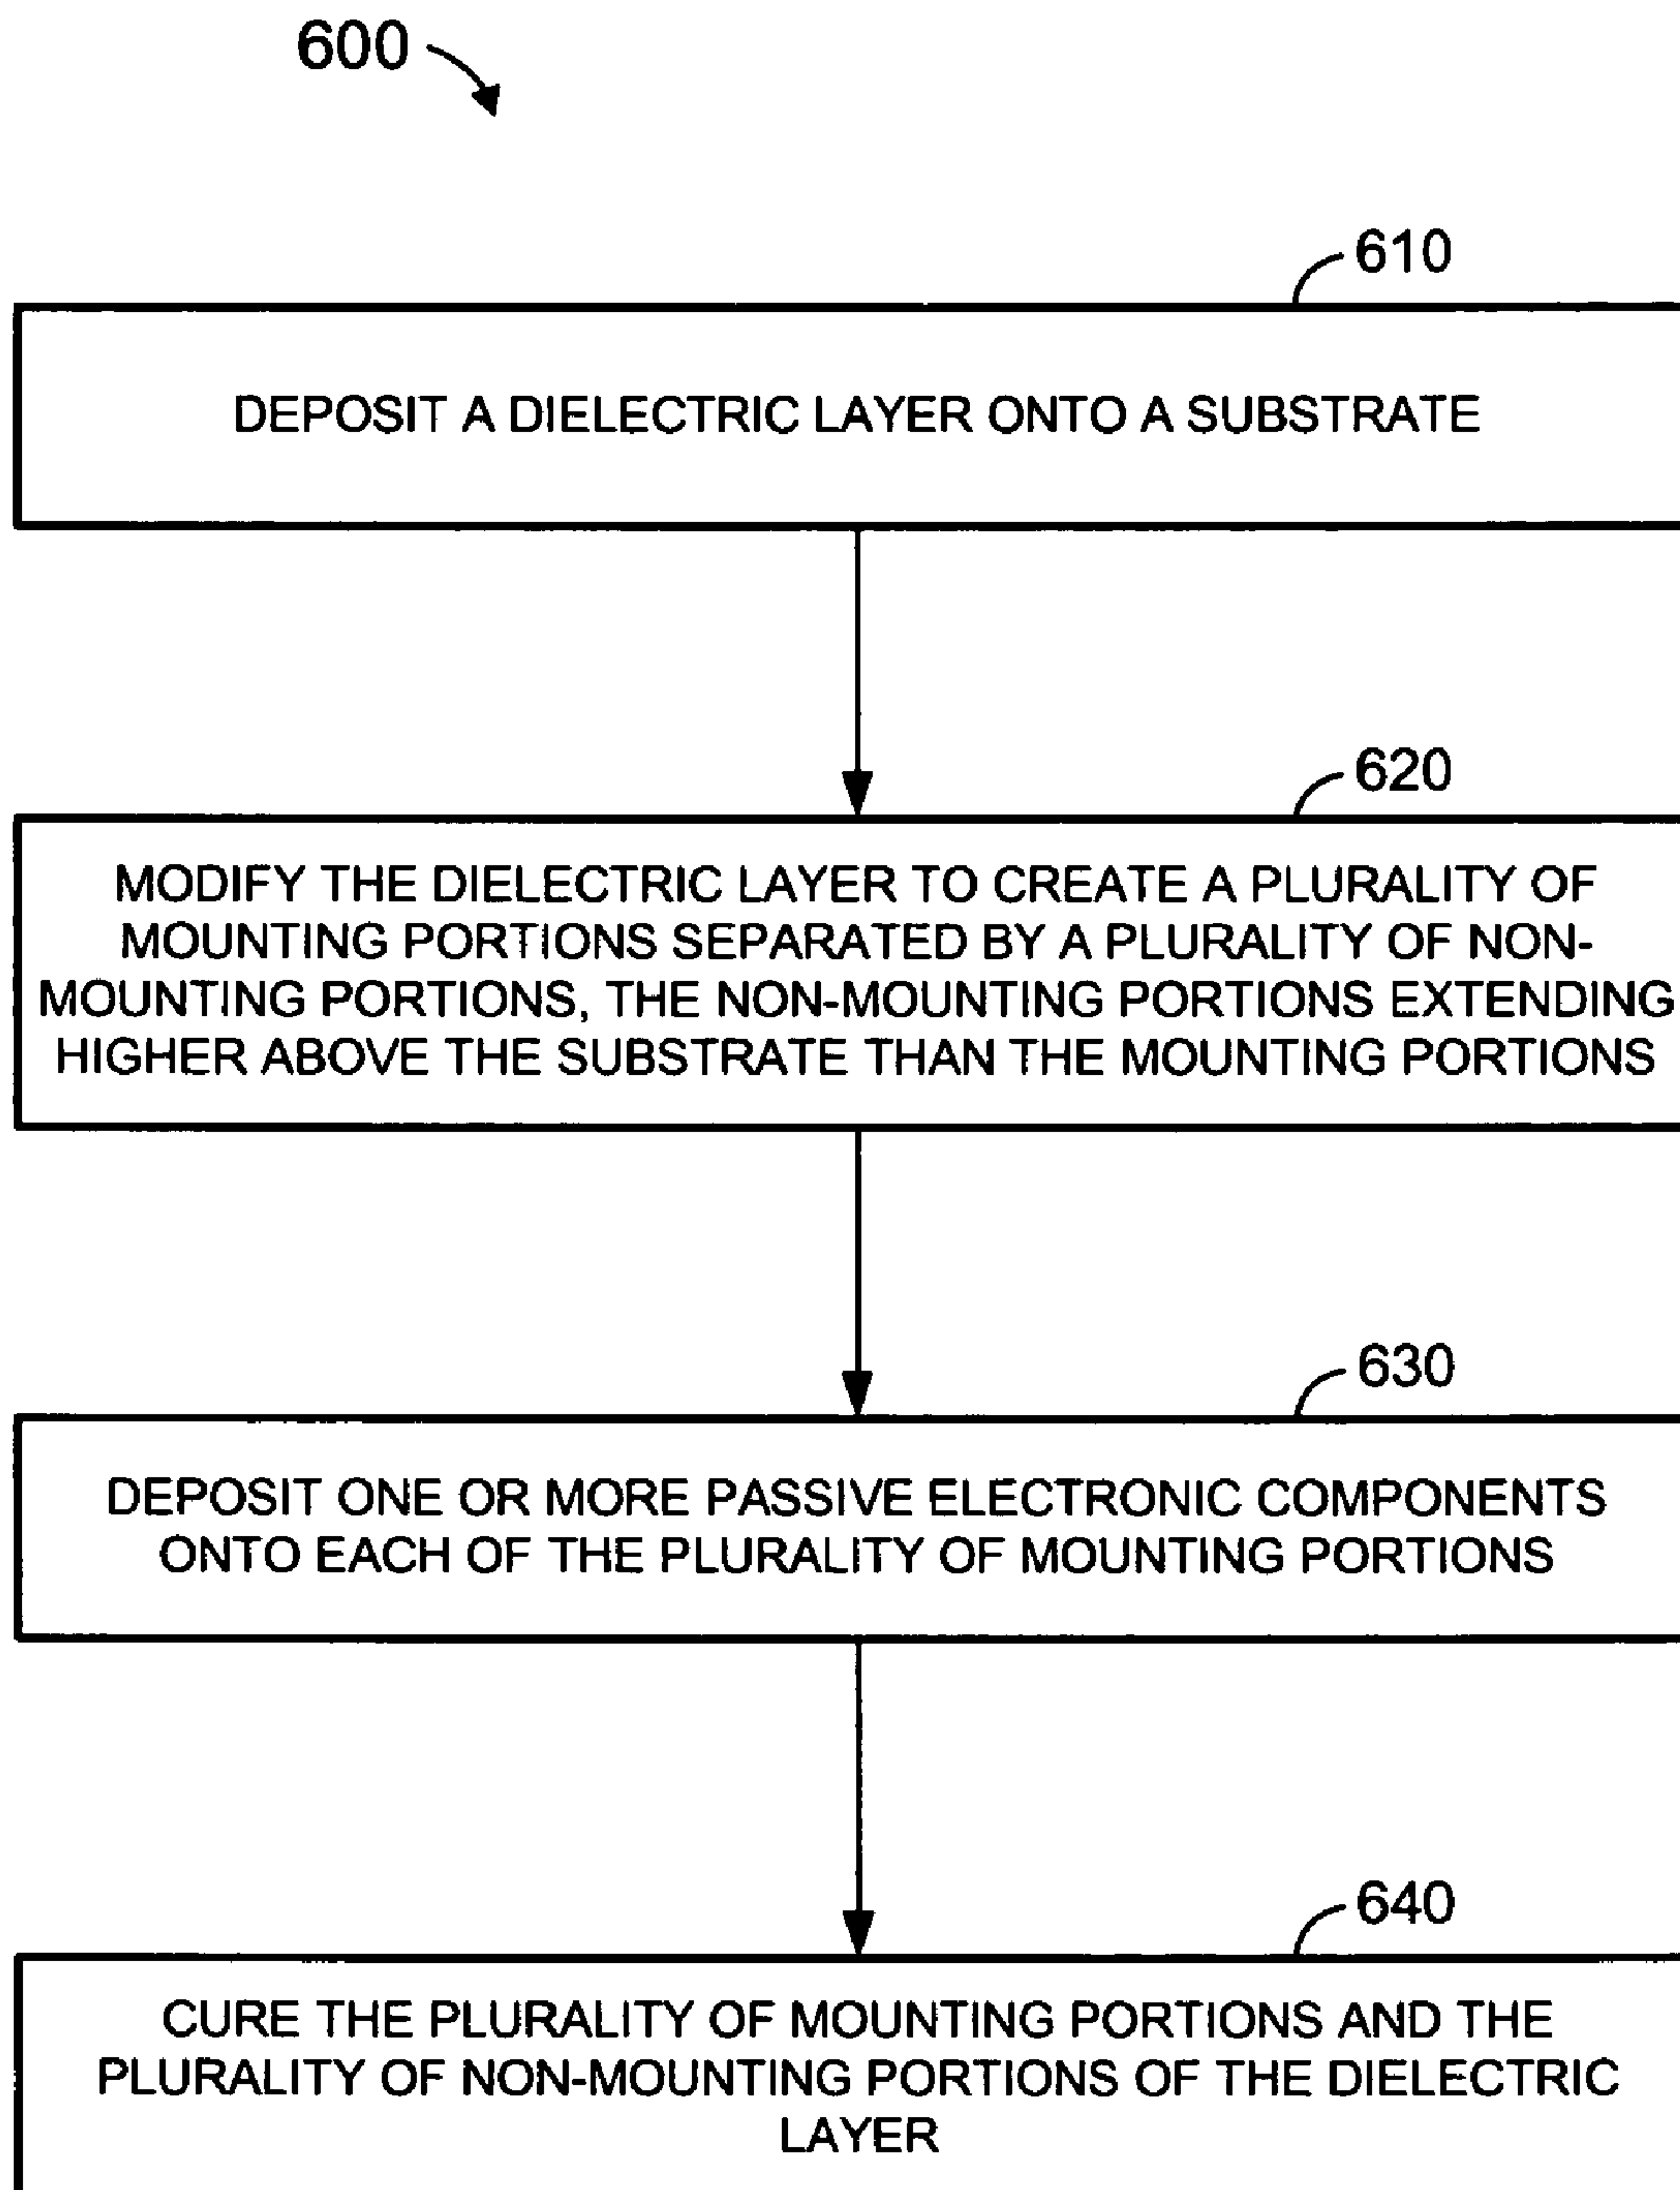 600
610
DEPOSIT A DIELECTRIC LAYER ONTO A SUBSTRATE
620
MODIFY THE DIELECTRIC LAYER TO CREATE A PLURALITY OF
MOUNTING PORTIONS SEPARATED BY A PLURALITY OF NON-
MOUNTING PORTIONS, THE NON-MOUNTING PORTIONS EXTENDING
HIGHER ABOVE THE SUBSTRATE THAN THE MOUNTING PORTIONS
630
DEPOSIT ONE OR MORE PASSIVE ELECTRONIC COMPONENTS
ONTO EACH OF THE PLURALITY OF MOUNTING PORTIONS
640
CURE THE PLURALITY OF MOUNTING PORTIONS AND THE
PLURALITY OF NON-MOUNTING PORTIONS OF THE DIELECTRIC
LAYER